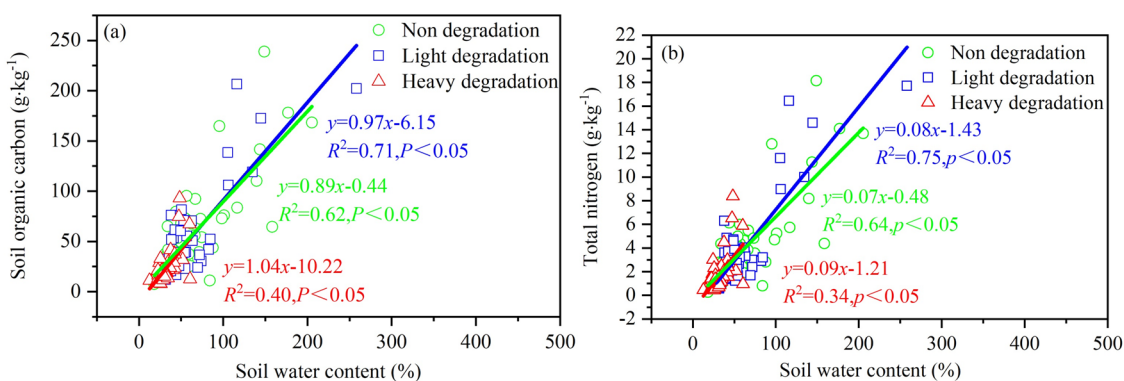 (a)
Non degradation
Light degradation
Heavy degradation
y=0.97x-6.15
R²=0.71,P＜0.05
y=0.89x-0.44
R²=0.62,P＜0.05
y=1.04x-10.22
R²=0.40,P＜0.05
Soil organic carbon (g·kg⁻¹)
250
200
150
100
50
0
0
100
200
300
400
500
Soil water content (%)
(b)
Non degradation
Light degradation
Heavy degradation
y=0.08x-1.43
R²=0.75,p＜0.05
y=0.07x-0.48
R²=0.64,p＜0.05
y=0.09x-1.21
R²=0.34,p＜0.05
Total nitrogen (g·kg⁻¹)
22
20
18
16
14
12
10
8
6
4
2
0
-2
0
100
200
300
400
500
Soil water content (%)